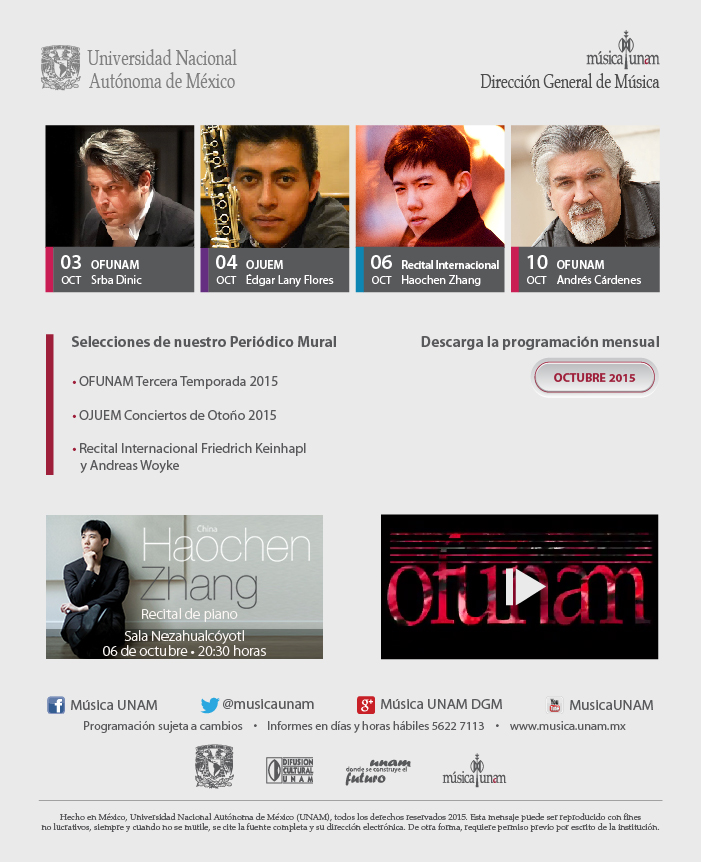 Universidad Nacional
Autónoma de México
música unam
Dirección General de Música
03 OFUNAM
OCT Srba Dinic
04 OJUEM
OCT Édgar Lany Flores
06 Recital Internacional
OCT Haochen Zhang
10 OFUNAM
OCT Andrés Cárdenes
Selecciones de nuestro Periódico Mural
• OFUNAM Tercera Temporada 2015
• OJUEM Conciertos de Otoño 2015
• Recital Internacional Friedrich Keinhapl
y Andreas Woyke
Descarga la programación mensual
OCTUBRE 2015
China
Haochen
Zhang
Recital de piano
Sala Nezahualcóyotl
06 de octubre • 20:30 horas
ofunam
f Música UNAM
@musicaunam
g+ Música UNAM DGM
You Tube MusicaUNAM
Programación sujeta a cambios • Informes en días y horas hábiles 5622 7113 • www.musica.unam.mx
DIFUSIÓN
CULTURAL
UNAM
unam
donde se construye el
futuro
música unam
Hecho en México, Universidad Nacional Autónoma de México (UNAM), todos los derechos reservados 2015. Esta mensaje puede ser reproducido con fines
no lucrativos, siempre y cuando no se mutile, se cite la fuente completa y su dirección electrónica. De otra forma, requiere permiso previo por escrito de la institución.